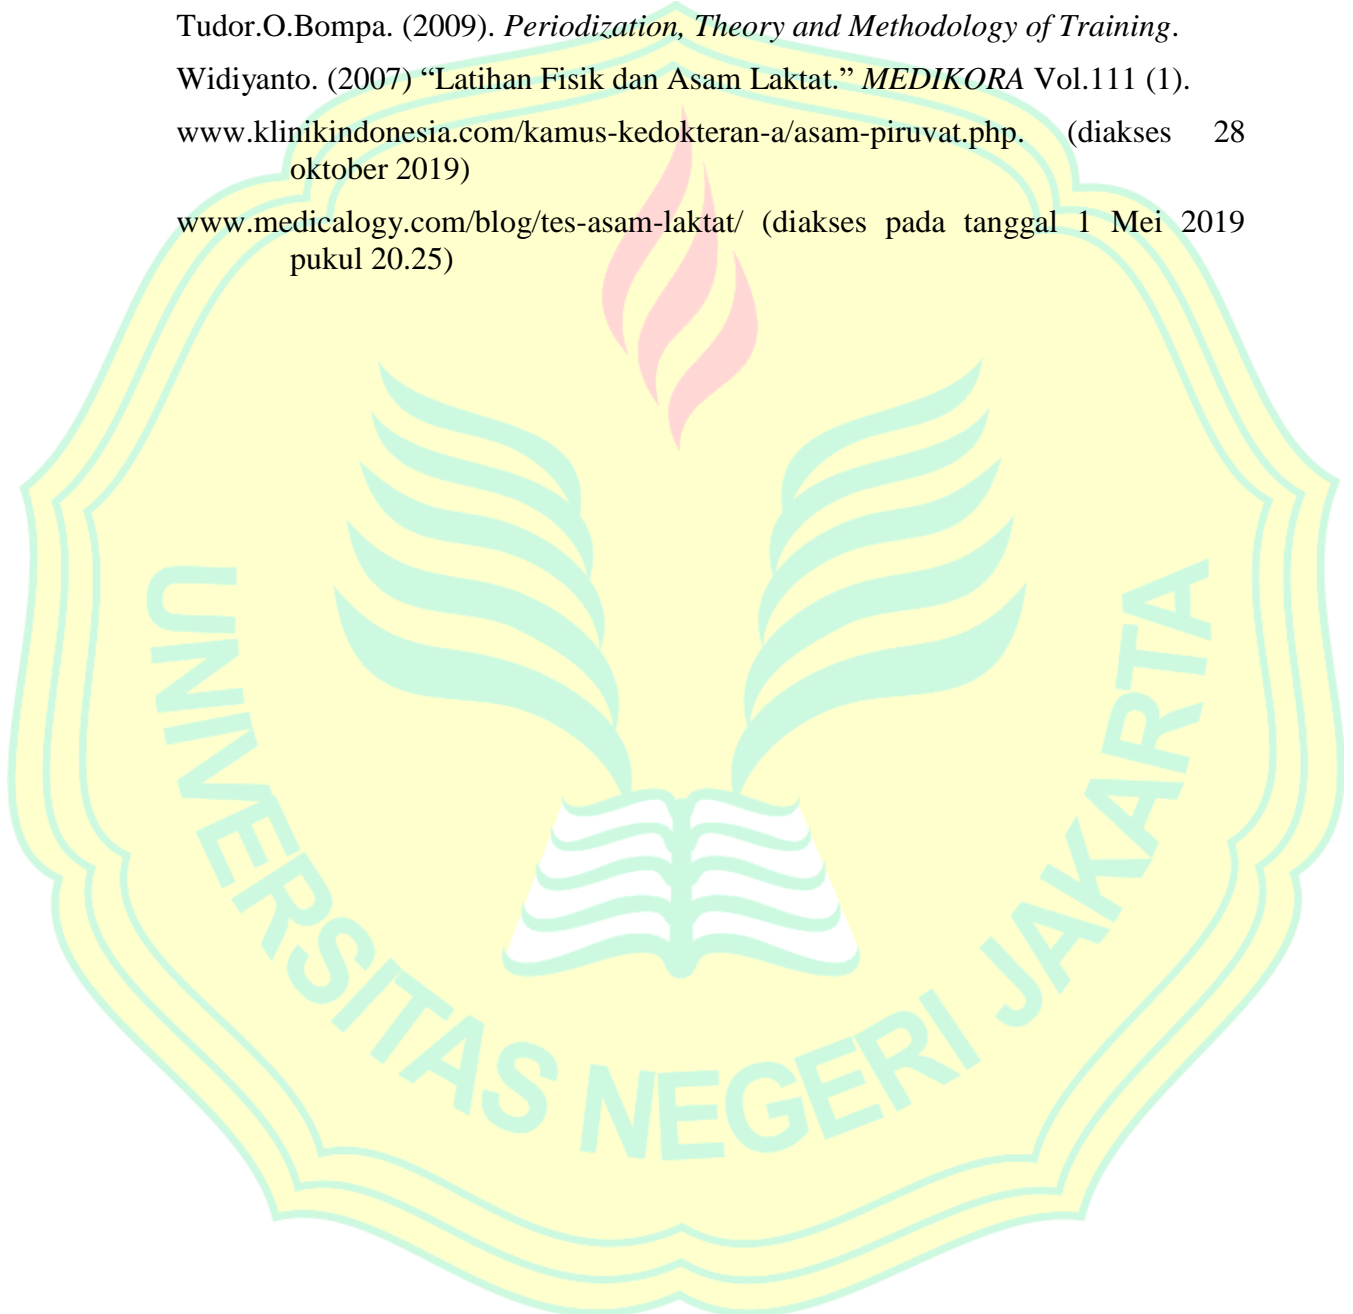 Tudor.O.Bompa. (2009). Periodization, Theory and Methodology of Training.
Widiyanto. (2007) “Latihan Fisik dan Asam Laktat.” MEDIKORA Vol.111 (1).
www.klinikindonesia.com/kamus-kedokteran-a/asam-piruvat.php. (diakses 28
oktober 2019)
www.medicalogy.com/blog/tes-asam-laktat/ (diakses pada tanggal 1 Mei 2019
pukul 20.25)
UNIVERSITAS NEGERI JAKARTA